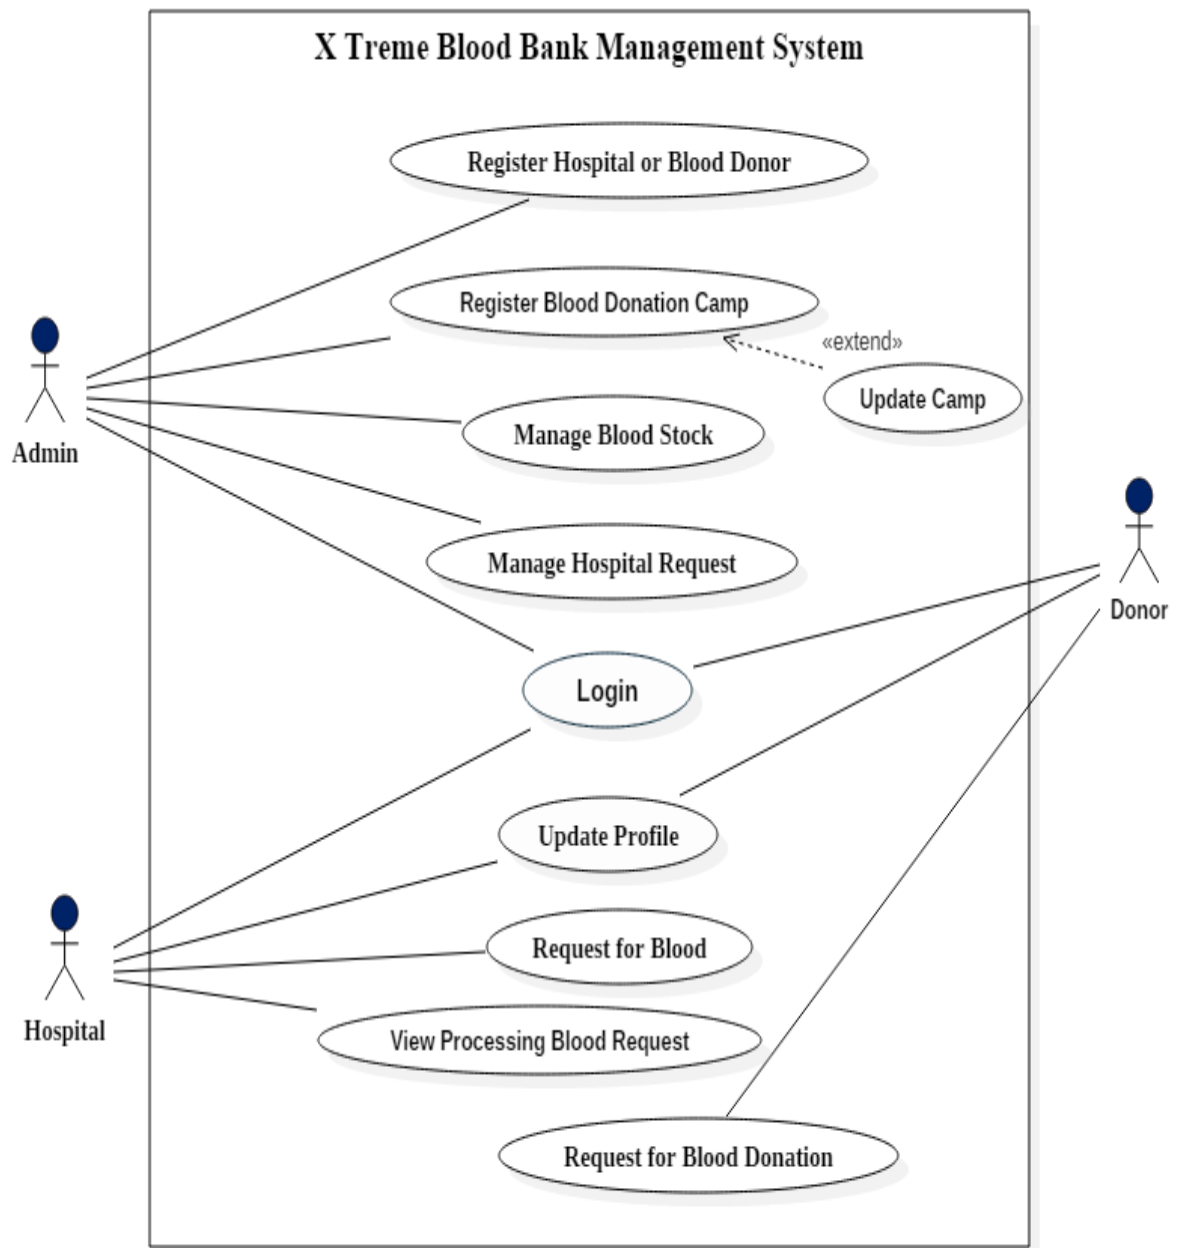 X Treme Blood Bank Management System
Register Hospital or Blood Donor
Register Blood Donation Camp
«extend»
Update Camp
Manage Blood Stock
Admin
Manage Hospital Request
Donor
Login
Update Profile
Request for Blood
Hospital
View Processing Blood Request
Request for Blood Donation